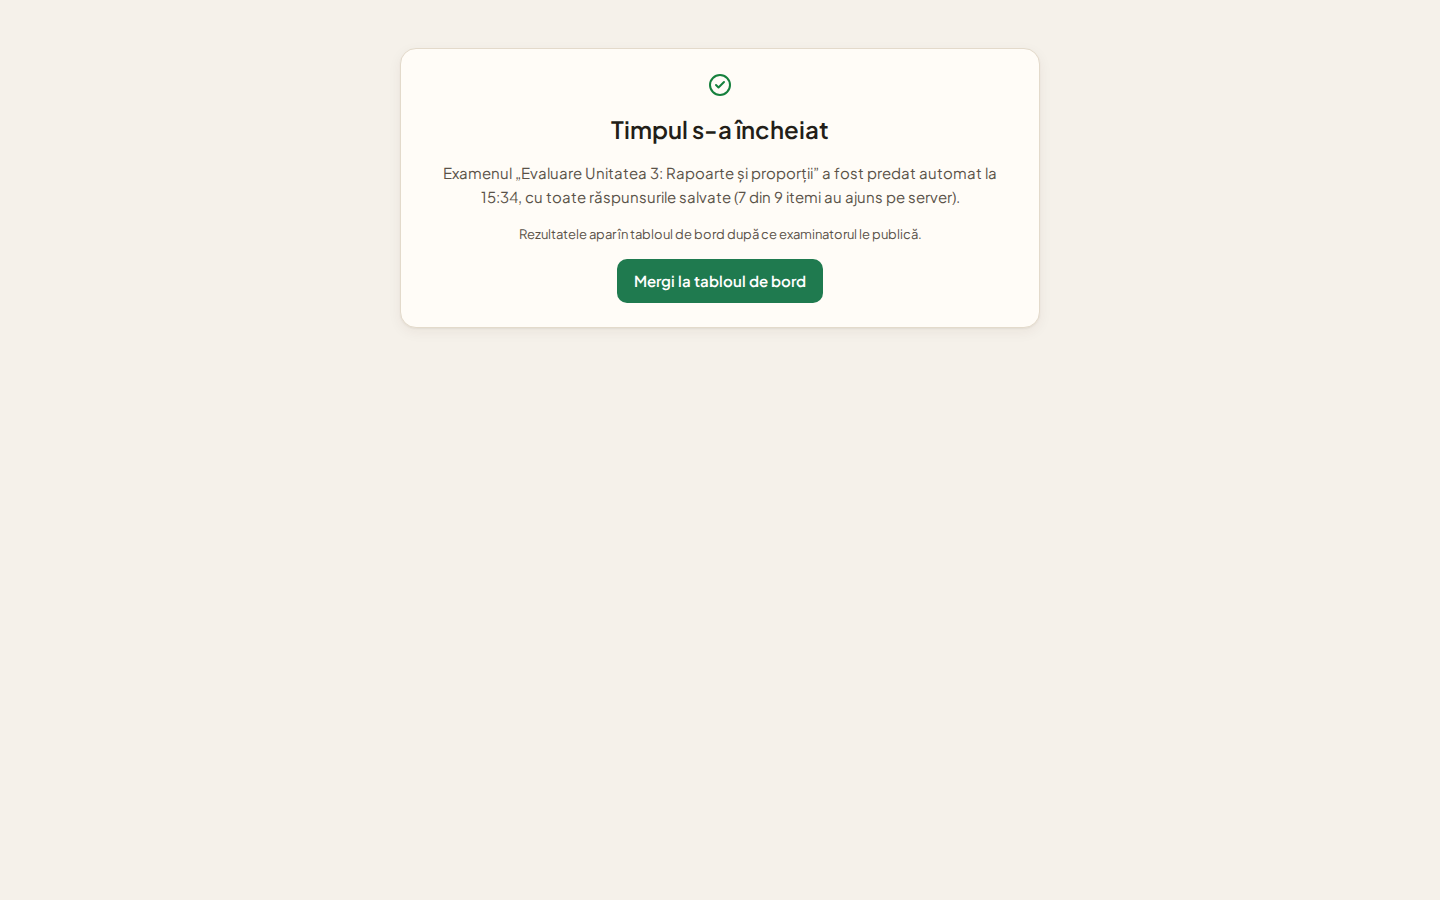 Timpul s-a încheiat
Examenul „Evaluare Unitatea 3: Rapoarte și proporții” a fost predat automat la
15:34, cu toate răspunsurile salvate (7 din 9 itemi au ajuns pe server).
Rezultatele apar în tabloul de bord după ce examinatorul le publică.
Mergi la tabloul de bord